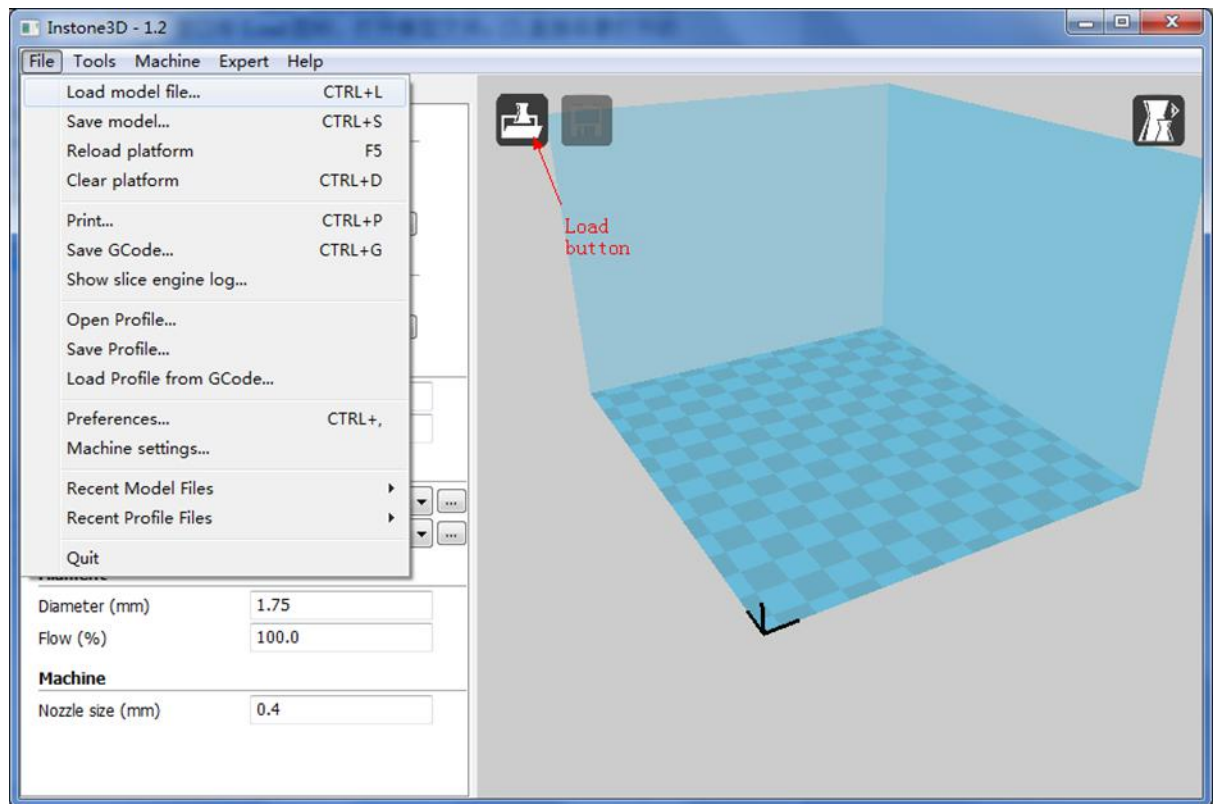 Instone3D - 1.2
File Tools Machine Expert Help
Load model file... CTRL+L
Save model... CTRL+S
Reload platform F5
Clear platform CTRL+D
Print... CTRL+P
Save GCode... CTRL+G
Show slice engine log...
Open Profile...
Save Profile...
Load Profile from GCode...
Preferences... CTRL+,
Machine settings...
Recent Model Files
Recent Profile Files
Quit
Load
button
...
...
Diameter (mm) 1.75
Flow (%) 100.0
Machine
Nozzle size (mm) 0.4